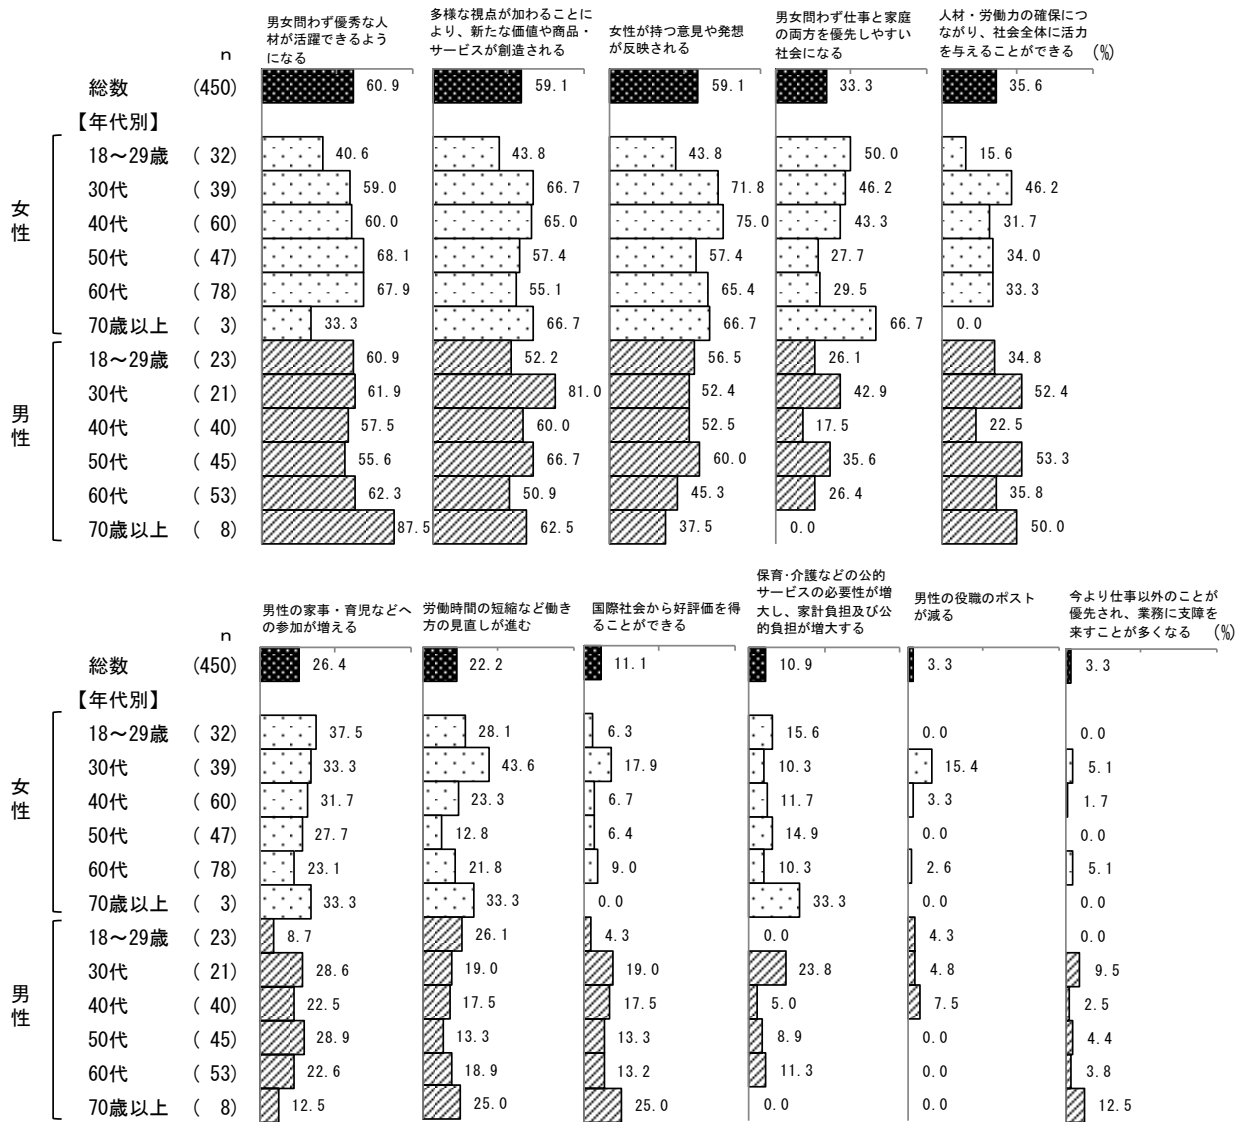 男女問わず優秀な人
材が活躍できるよう
になる
多様な視点が加わることに
より、新たな価値や商品・
サービスが創造される
女性が持つ意見や発想
が反映される
男女問わず仕事と家庭
の両方を優先しやすい
社会になる
人材・労働力の確保につ
ながり、社会全体に活力
を与えることができる (%)
n
総数 (450) 60.9 59.1 59.1 33.3 35.6
【年代別】
女性
18～29歳 ( 32) 40.6 43.8 43.8 50.0 15.6
30代 ( 39) 59.0 66.7 71.8 46.2 46.2
40代 ( 60) 60.0 65.0 75.0 43.3 31.7
50代 ( 47) 68.1 57.4 57.4 27.7 34.0
60代 ( 78) 67.9 55.1 65.4 29.5 33.3
70歳以上 ( 3) 33.3 66.7 66.7 66.7 0.0
男性
18～29歳 ( 23) 60.9 52.2 56.5 26.1 34.8
30代 ( 21) 61.9 81.0 52.4 42.9 52.4
40代 ( 40) 57.5 60.0 52.5 17.5 22.5
50代 ( 45) 55.6 66.7 60.0 35.6 53.3
60代 ( 53) 62.3 50.9 45.3 26.4 35.8
70歳以上 ( 8) 87.5 62.5 37.5 0.0 50.0
男性の家事・育児などへ
の参加が増える
労働時間の短縮など働き
方の見直しが進む
国際社会から好評価を得
ることができる
保育・介護などの公的
サービスの必要性が増
大し、家計負担及び公
的負担が増大する
男性の役職のポスト
が減る
今より仕事以外のことが
優先され、業務に支障を
来すことが多くなる (%)
n
総数 (450) 26.4 22.2 11.1 10.9 3.3 3.3
【年代別】
女性
18～29歳 ( 32) 37.5 28.1 6.3 15.6 0.0 0.0
30代 ( 39) 33.3 43.6 17.9 10.3 15.4 5.1
40代 ( 60) 31.7 23.3 6.7 11.7 3.3 1.7
50代 ( 47) 27.7 12.8 6.4 14.9 0.0 0.0
60代 ( 78) 23.1 21.8 9.0 10.3 2.6 5.1
70歳以上 ( 3) 33.3 33.3 0.0 33.3 0.0 0.0
男性
18～29歳 ( 23) 8.7 26.1 4.3 0.0 4.3 0.0
30代 ( 21) 28.6 19.0 19.0 23.8 4.8 9.5
40代 ( 40) 22.5 17.5 17.5 5.0 7.5 2.5
50代 ( 45) 28.9 13.3 13.3 8.9 0.0 4.4
60代 ( 53) 22.6 18.9 13.2 11.3 0.0 3.8
70歳以上 ( 8) 12.5 25.0 25.0 0.0 0.0 12.5